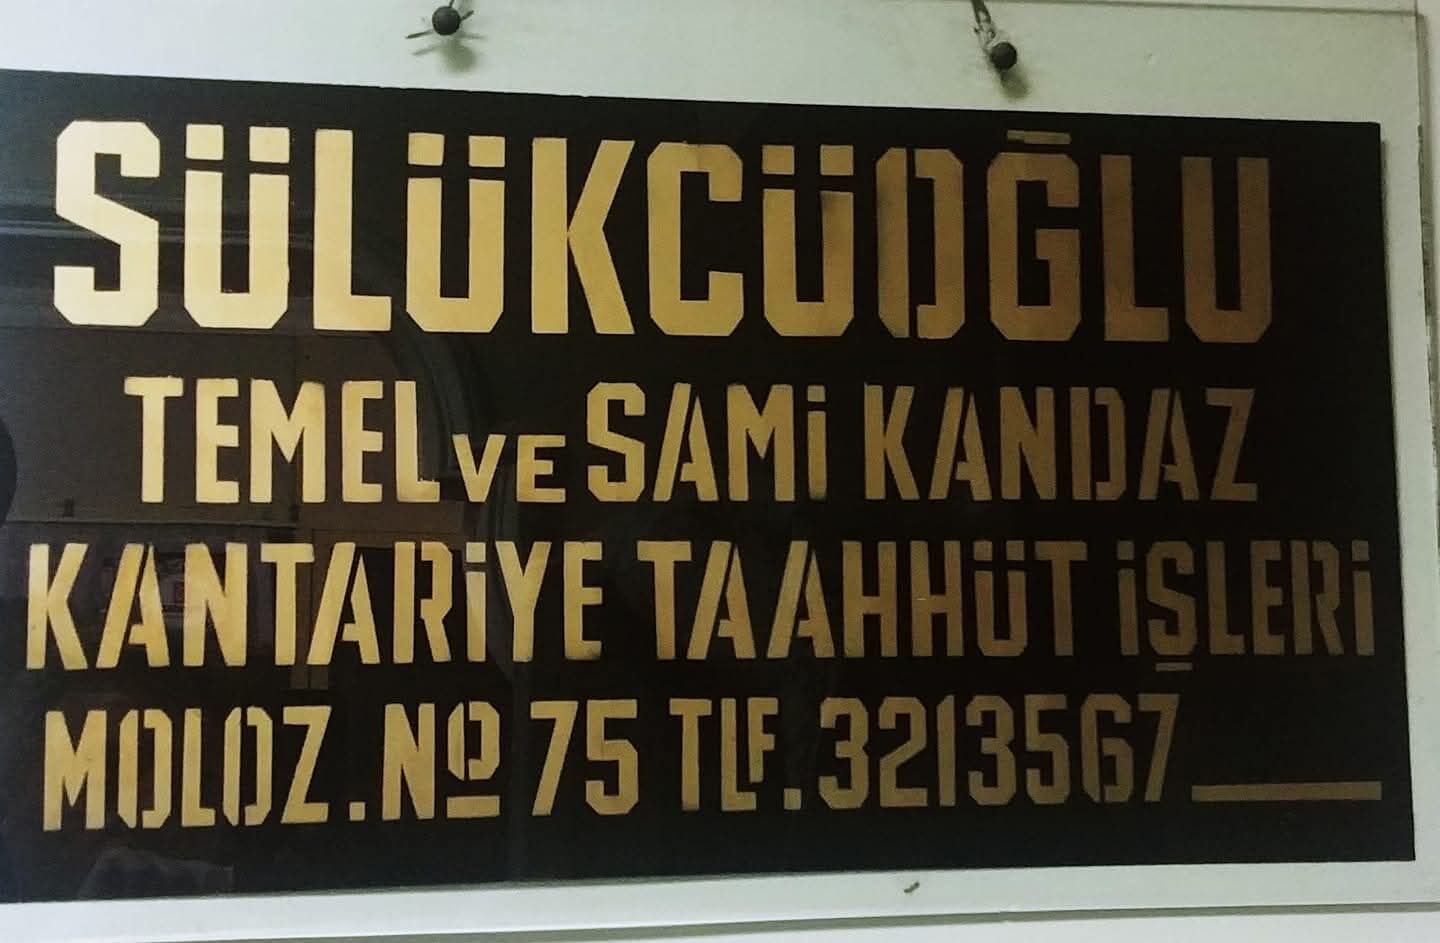 SÜLÜKCÜOĞLU
TEMEL VE SAMİ KANDAZ
KANTARİYE TAAHHÜT İŞLERİ
MOLOZ. Nº 75 TLF. 3213567